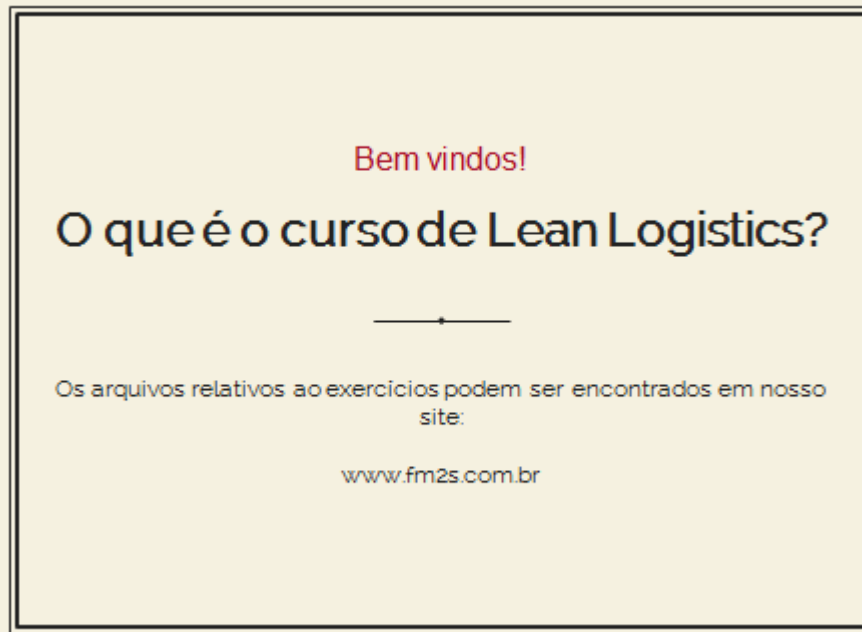 Bem vindos!
O que é o curso de Lean Logistics?
Os arquivos relativos ao exercicios podem ser encontrados em nosso
site:
www.fm2s.com.br